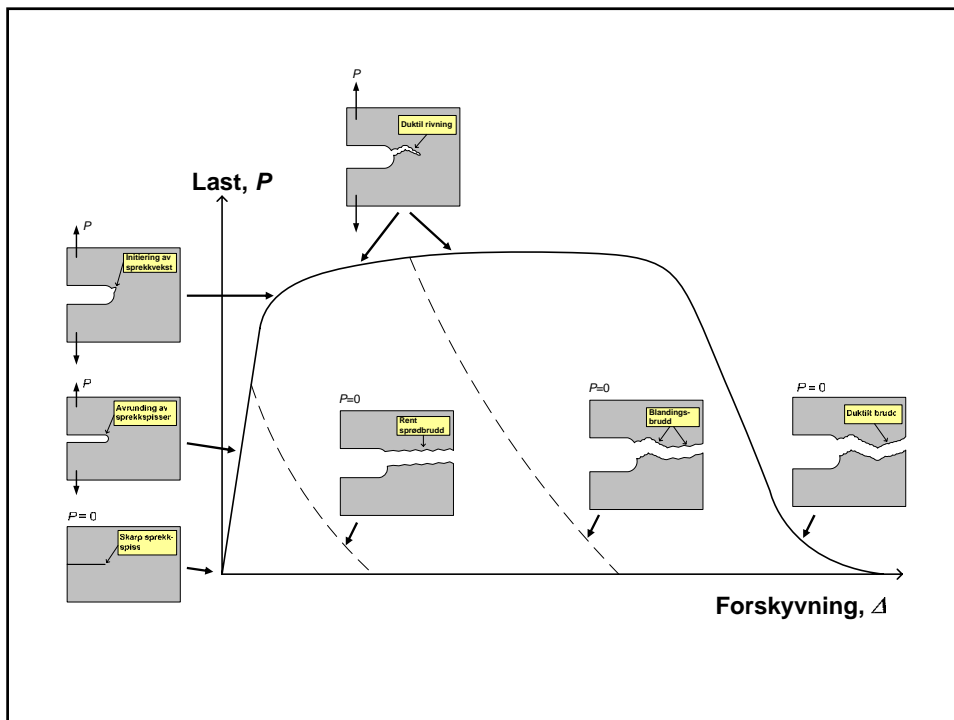 P
Duktil rivning
Last, P
P
Initiering av
sprekkvekst
P
Avrunding av
sprekkspisser
P = 0
Skarp sprekk-
spiss
P=0
Rent
sprødbrudd
P=0
Blandings-
brudd
P = 0
Duktilt brudd
Forskyvning, Δ